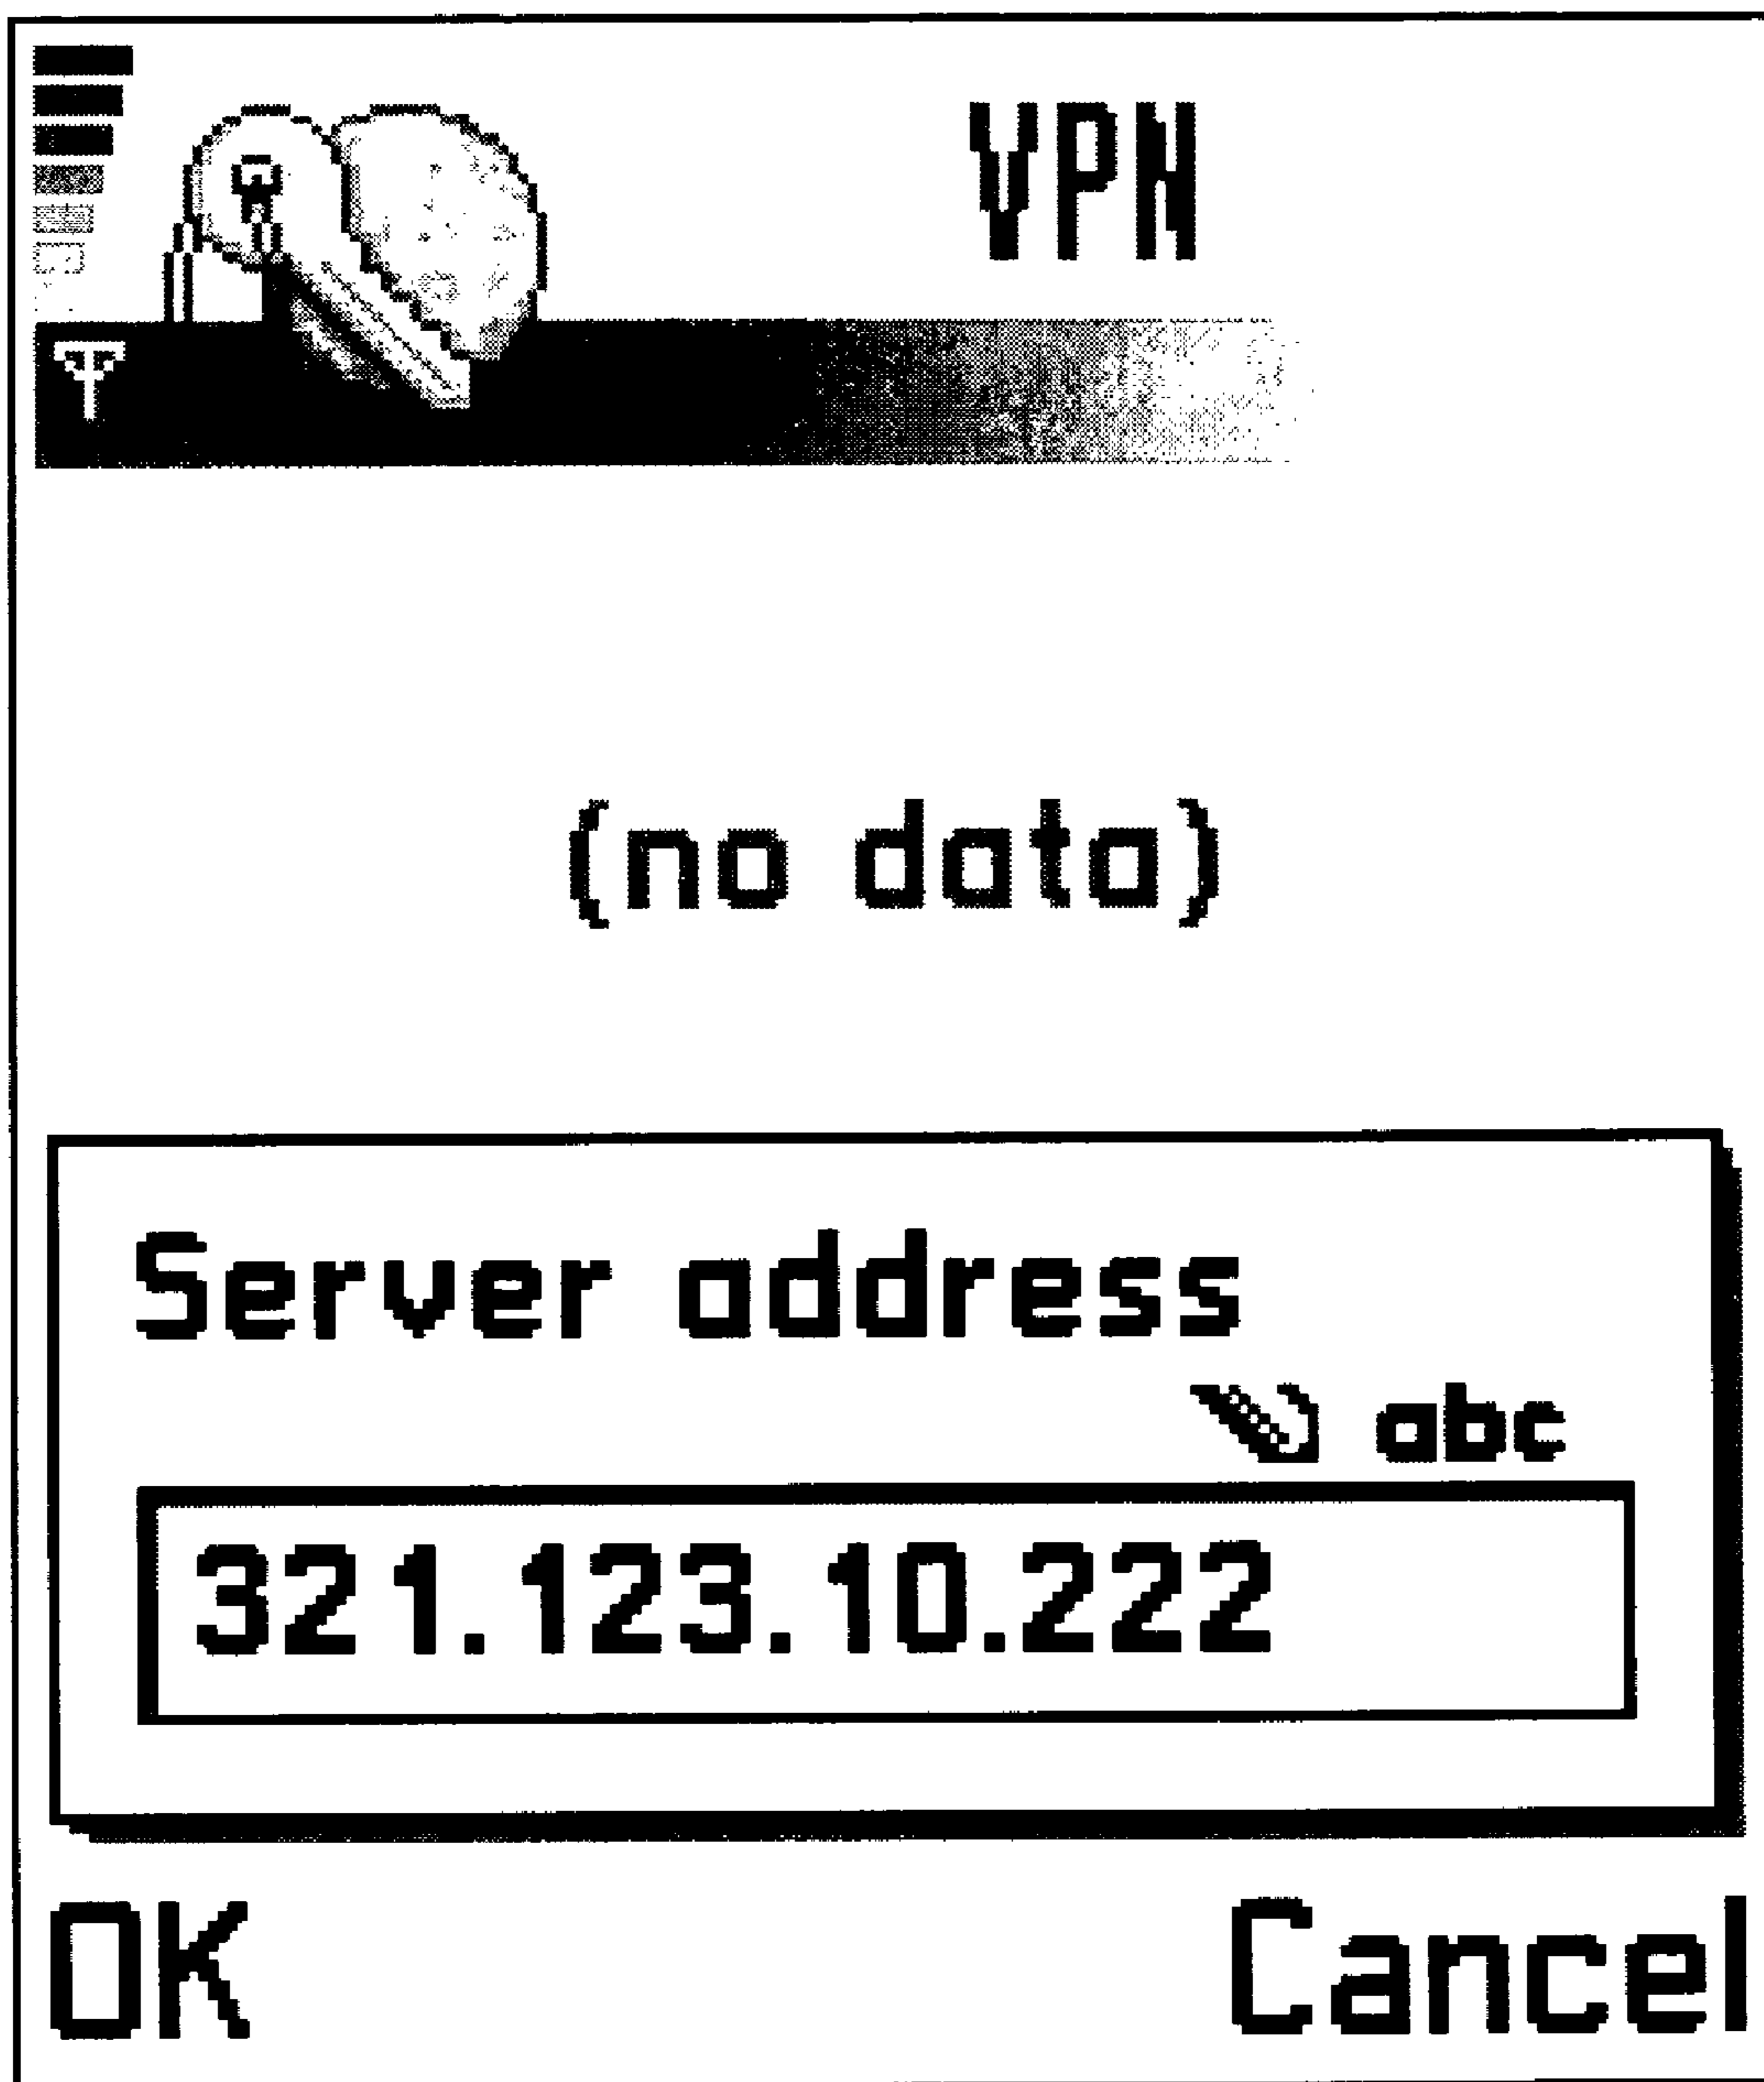 VPN
(no data)
Server address
abc
321.123.10.222
OK Cancel